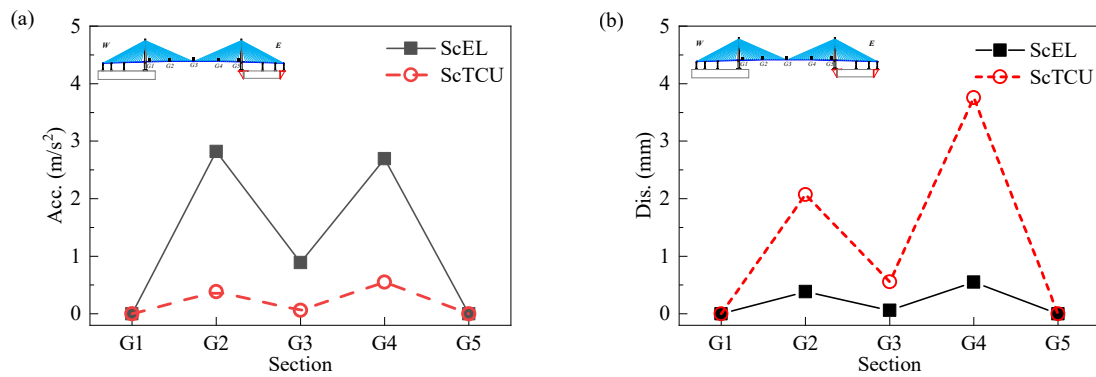 (a)
5
4
3
2
1
0
Acc. (m/s²)
W
E
G1 G2 G3 G4 G5
ScEL
ScTCU
G1 G2 G3 G4 G5
Section
(b)
5
4
3
2
1
0
Dis. (mm)
W
E
G1 G2 G3 G4 G5
ScEL
ScTCU
G1 G2 G3 G4 G5
Section